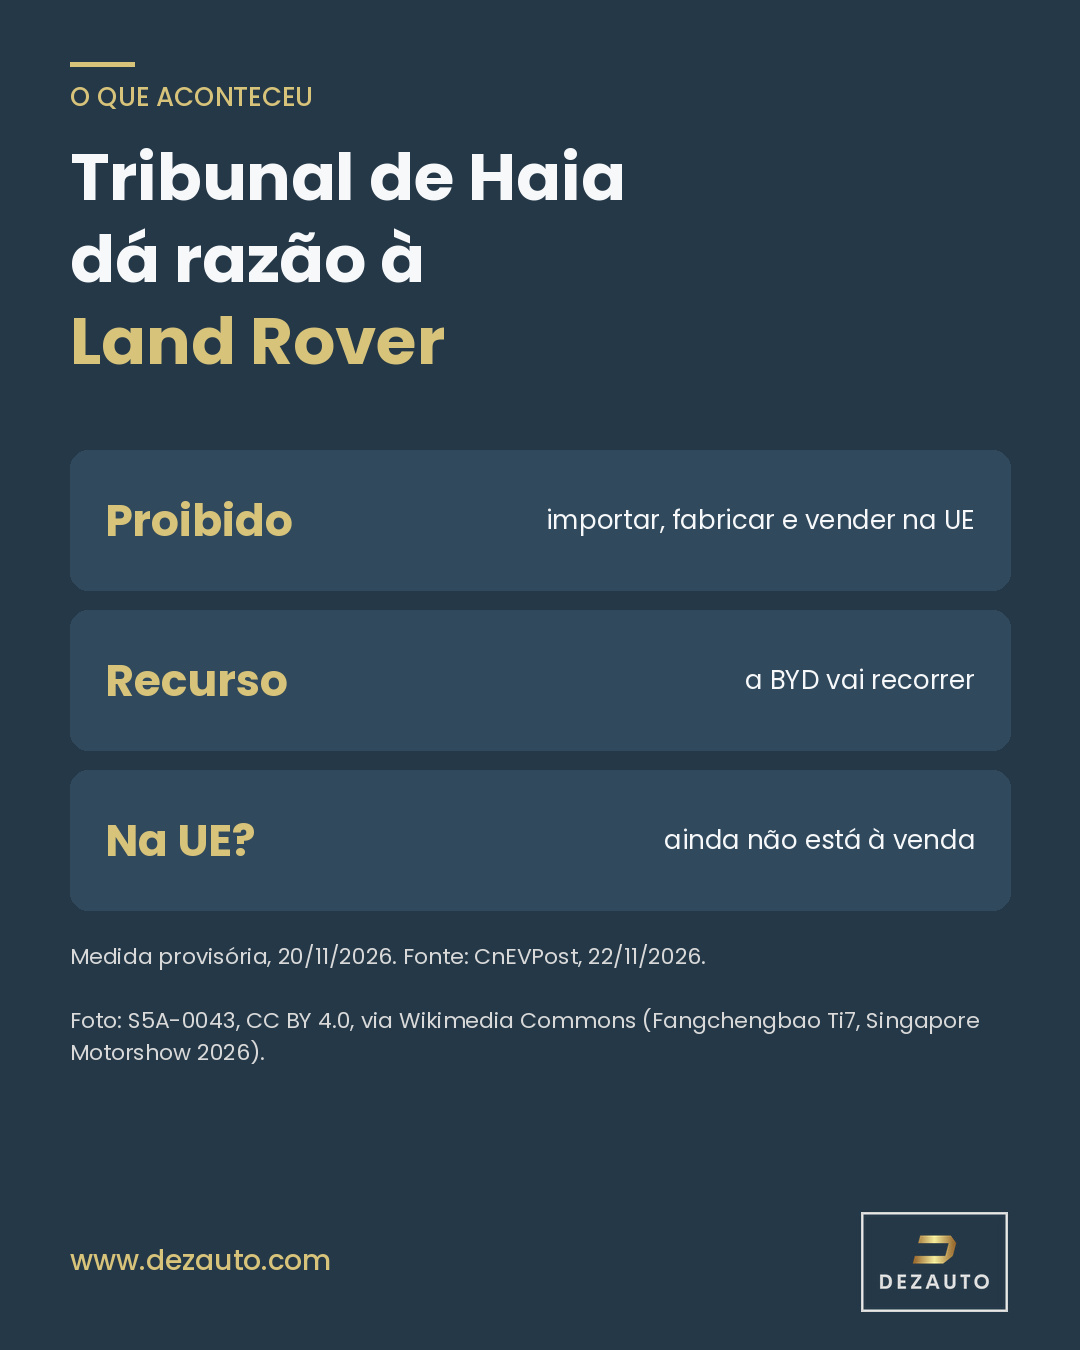 O QUE ACONTECEU
Tribunal de Haia
dá razão à
Land Rover
Proibido
importar, fabricar e vender na UE
Recurso
a BYD vai recorrer
Na UE?
ainda não está à venda
Medida provisória, 20/11/2026. Fonte: CnEVPost, 22/11/2026.
Foto: S5A-0043, CC BY 4.0, via Wikimedia Commons (Fangchengbao Ti7, Singapore
Motorshow 2026).
www.dezauto.com
DEZAUTO